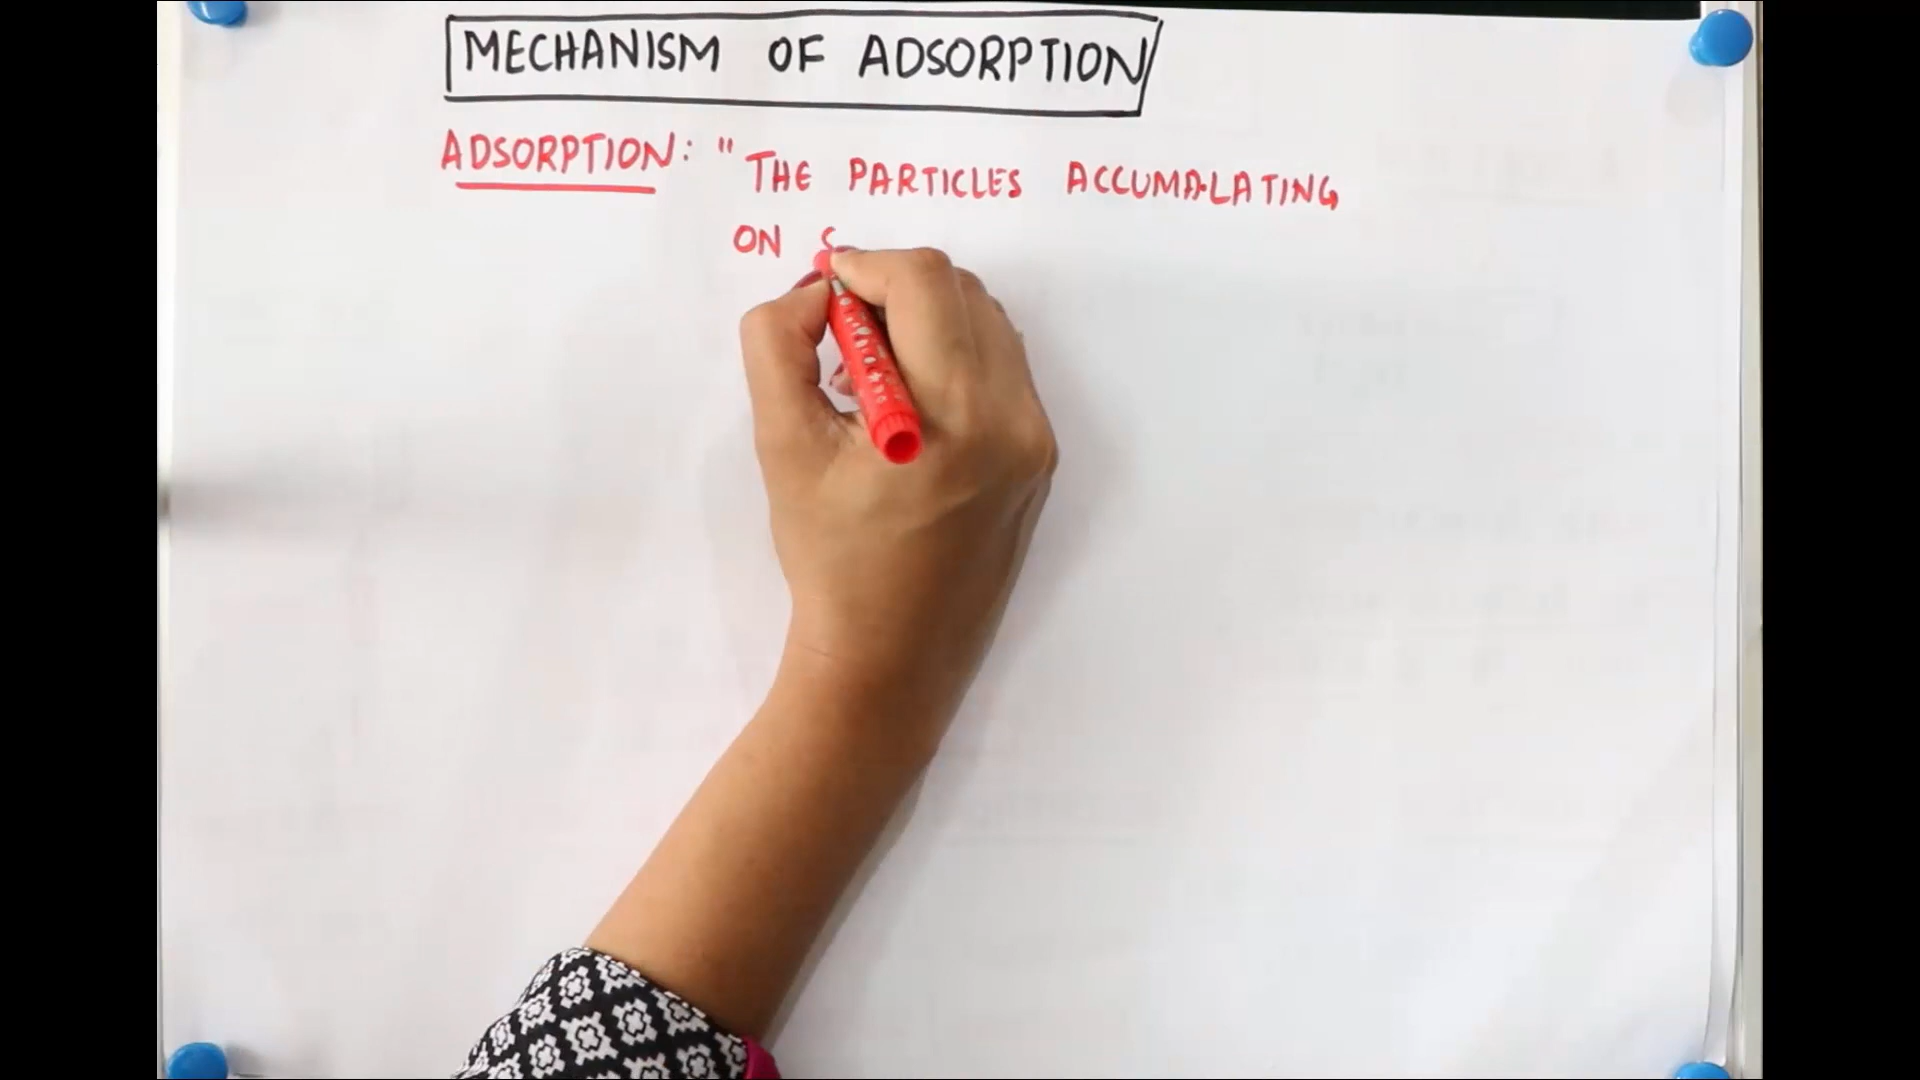 MECHANISM OF ADSORPTION
ADSORPTION: " THE PARTICLES ACCUMALATING
ON S